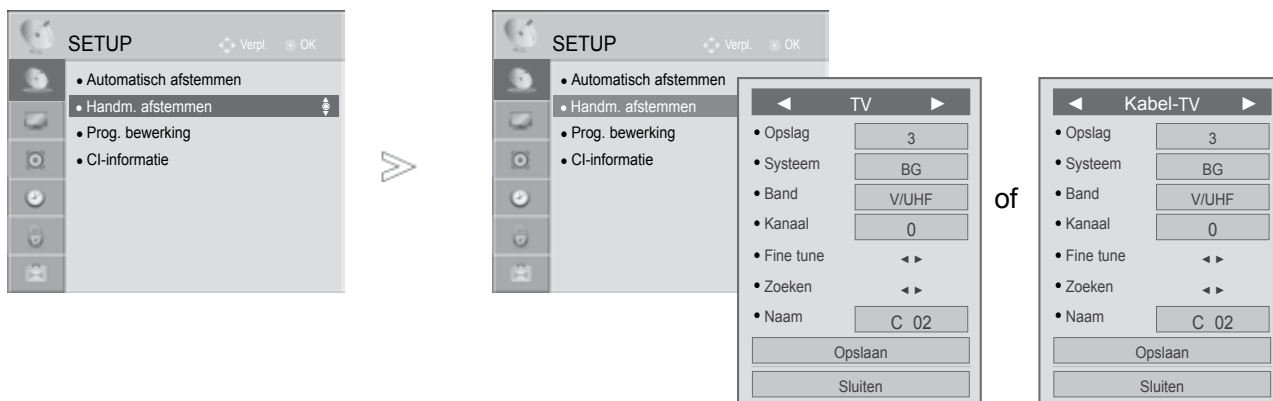 SETUP Verpl. OK
• Automatisch afstemmen
• Handm. afstemmen
• Prog. bewerking
• CI-informatie
SETUP Verpl. OK
• Automatisch afstemmen
• Handm. afstemmen
• Prog. bewerking
• CI-informatie
◄ TV ►
• Opslag 3
• Systeem BG
• Band V/UHF
• Kanaal 0
• Fine tune ◄ ►
• Zoeken ◄ ►
• Naam C 02
Opslaan
Sluiten
of
◄ Kabel-TV ►
• Opslag 3
• Systeem BG
• Band V/UHF
• Kanaal 0
• Fine tune ◄ ►
• Zoeken ◄ ►
• Naam C 02
Opslaan
Sluiten